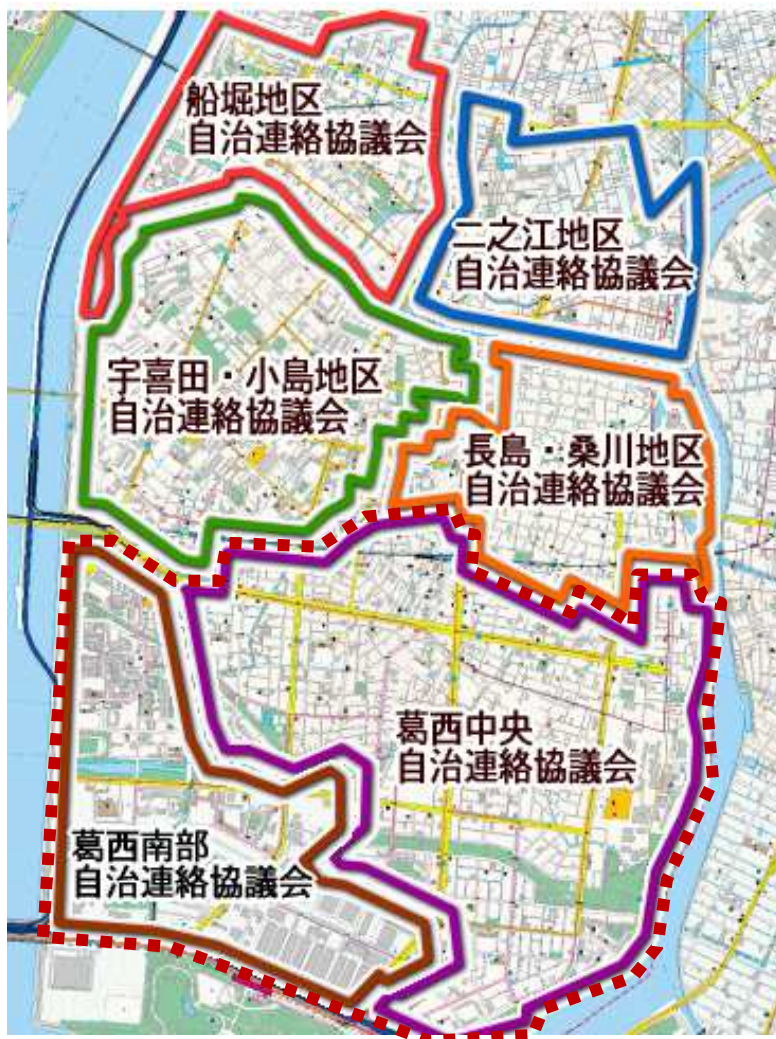 船堀地区
自治連絡協議会
二之江地区
自治連絡協議会
宇喜田・小島地区
自治連絡協議会
長島・桑川地区
自治連絡協議会
葛西中央
自治連絡協議会
葛西南部
自治連絡協議会